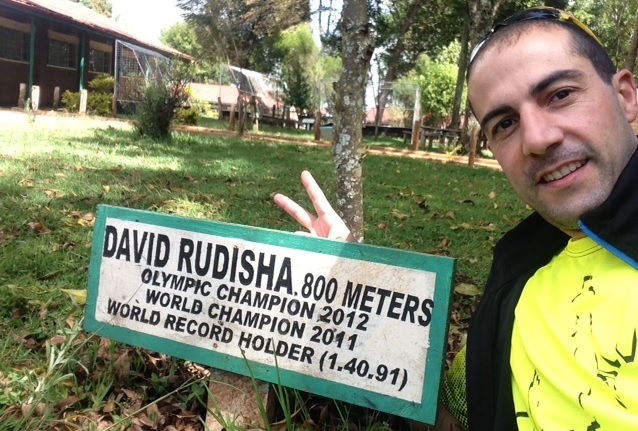 DAVID RUDISHA. 800 METERS
OLYMPIC CHAMPION 2012
WORLD CHAMPION 2011
WORLD RECORD HOLDER (1.40.91)